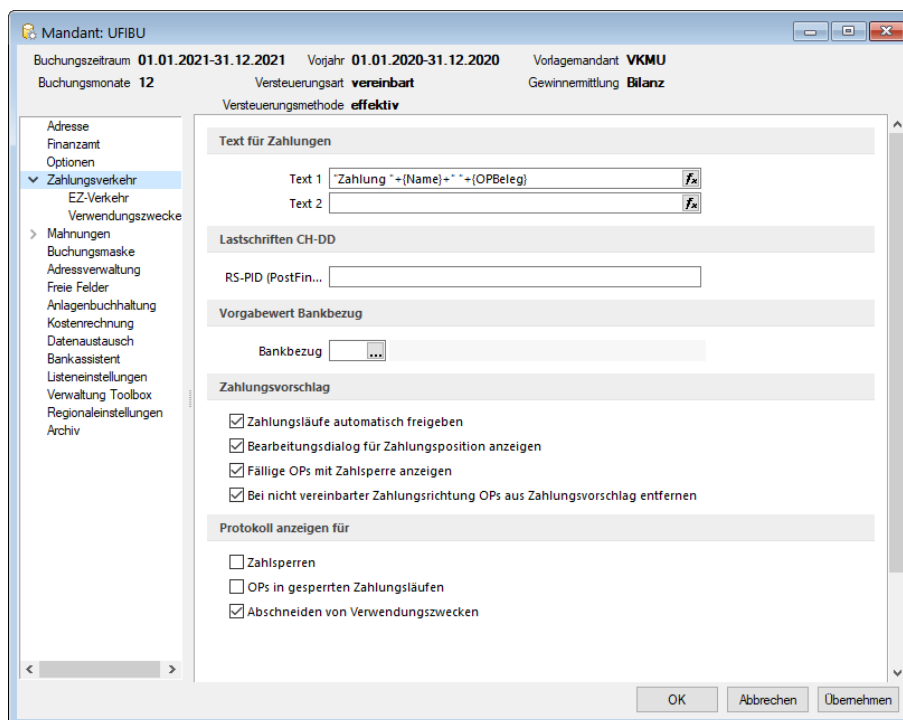 Mandant: UFIBU
Buchungszeitraum 01.01.2021-31.12.2021 Vorjahr 01.01.2020-31.12.2020 Vorlagemandant VKMU
Buchungsmonate 12 Versteuerungsart vereinbart Gewinnermittlung Bilanz
Versteuerungsmethode effektiv
Adresse
Finanzamt
Optionen
Zahlungsverkehr
EZ-Verkehr
Verwendungszwecke
Mahnungen
Buchungsmaske
Adressverwaltung
Freie Felder
Anlagenbuchhaltung
Kostenrechnung
Datenaustausch
Bankassistent
Listeneinstellungen
Verwaltung Toolbox
Regionaleinstellungen
Archiv
Text für Zahlungen
Text 1 "Zahlung "+{Name}+" "+{OPBeleg} fx
Text 2 fx
Lastschriften CH-DD
RS-PID (PostFin...
Vorgabewert Bankbezug
Bankbezug ...
Zahlungsvorschlag
Zahlungsläufe automatisch freigeben
Bearbeitungsdialog für Zahlungsposition anzeigen
Fällige OPs mit Zahlsperre anzeigen
Bei nicht vereinbarter Zahlungsrichtung OPs aus Zahlungsvorschlag entfernen
Protokoll anzeigen für
Zahlsperren
OPs in gesperrten Zahlungsläufen
Abschneiden von Verwendungszwecken
OK Abbrechen Übernehmen